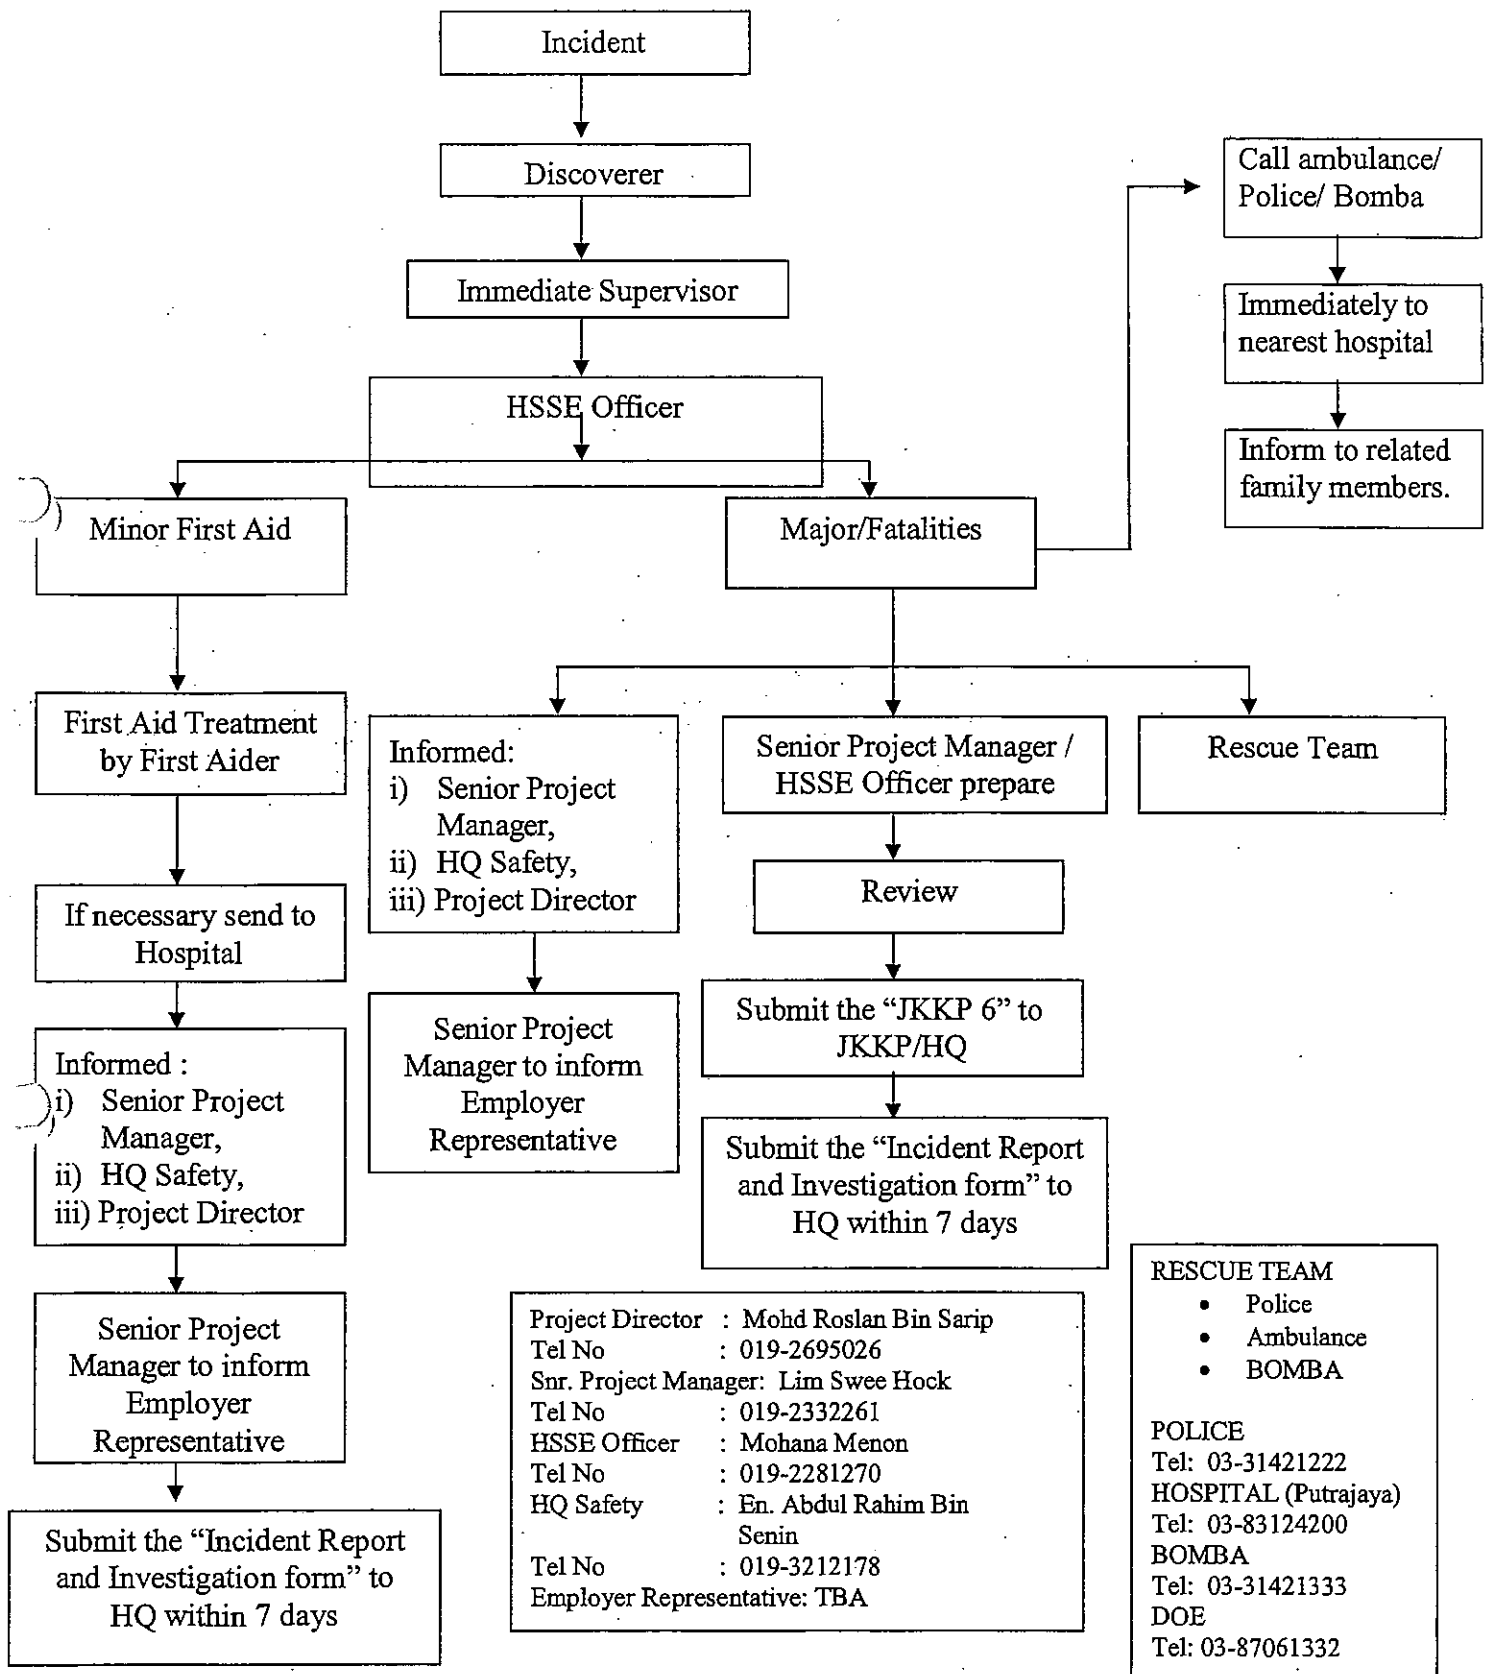 Incident
Discoverer
Immediate Supervisor
HSSE Officer
Call ambulance/
Police/ Bomba
Immediately to
nearest hospital
Inform to related
family members.
Minor First Aid
Major/Fatalities
First Aid Treatment
by First Aider
If necessary send to
Hospital
Informed :
i) Senior Project
Manager,
ii) HQ Safety,
iii) Project Director
Senior Project
Manager to inform
Employer
Representative
Submit the “Incident Report
and Investigation form” to
HQ within 7 days
Informed:
i) Senior Project
Manager,
ii) HQ Safety,
iii) Project Director
Senior Project
Manager to inform
Employer
Representative
Senior Project Manager /
HSSE Officer prepare
Review
Submit the “JKKP 6” to
JKKP/HQ
Submit the “Incident Report
and Investigation form” to
HQ within 7 days
Rescue Team
Project Director : Mohd Roslan Bin Sarip
Tel No : 019-2695026
Snr. Project Manager: Lim Swee Hock
Tel No : 019-2332261
HSSE Officer : Mohana Menon
Tel No : 019-2281270
HQ Safety : En. Abdul Rahim Bin
Senin
Tel No : 019-3212178
Employer Representative: TBA
RESCUE TEAM
• Police
• Ambulance
• BOMBA
POLICE
Tel: 03-31421222
HOSPITAL (Putrajaya)
Tel: 03-83124200
BOMBA
Tel: 03-31421333
DOE
Tel: 03-87061332